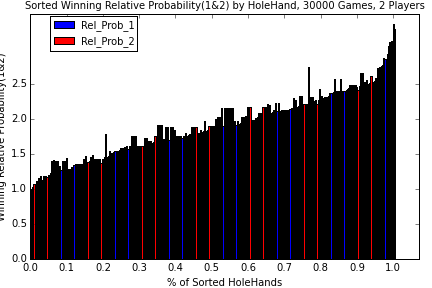 Sorted Winning Relative Probability(1&2) by HoleHand, 30000 Games, 2 Players
Rel_Prob_1
Rel_Prob_2
Winning Relative Probability(1&2)
2.5
2.0
1.5
1.0
0.5
0.0
0.0 0.1 0.2 0.3 0.4 0.5 0.6 0.7 0.8 0.9 1.0
% of Sorted HoleHands